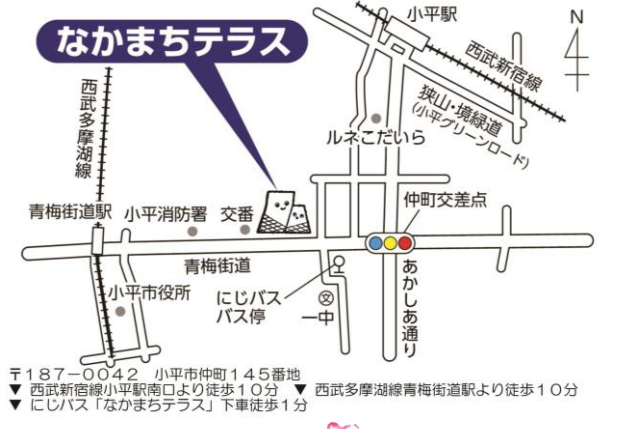 小平駅
N
なかまちテラス
西武新宿線
狭山・境緑道
(小平グリーンロード)
西武多摩湖線
ルネこだいら
青梅街道駅
小平消防署
交番
仲町交差点
青梅街道
あかしあ通り
小平市役所
にじバス
バス停
文
一中
〒187-0042 小平市仲町145番地
▼ 西武新宿線小平駅南口より徒歩10分 ▼ 西武多摩湖線青梅街道駅より徒歩10分
▼ にじバス「なかまちテラス」下車徒歩1分